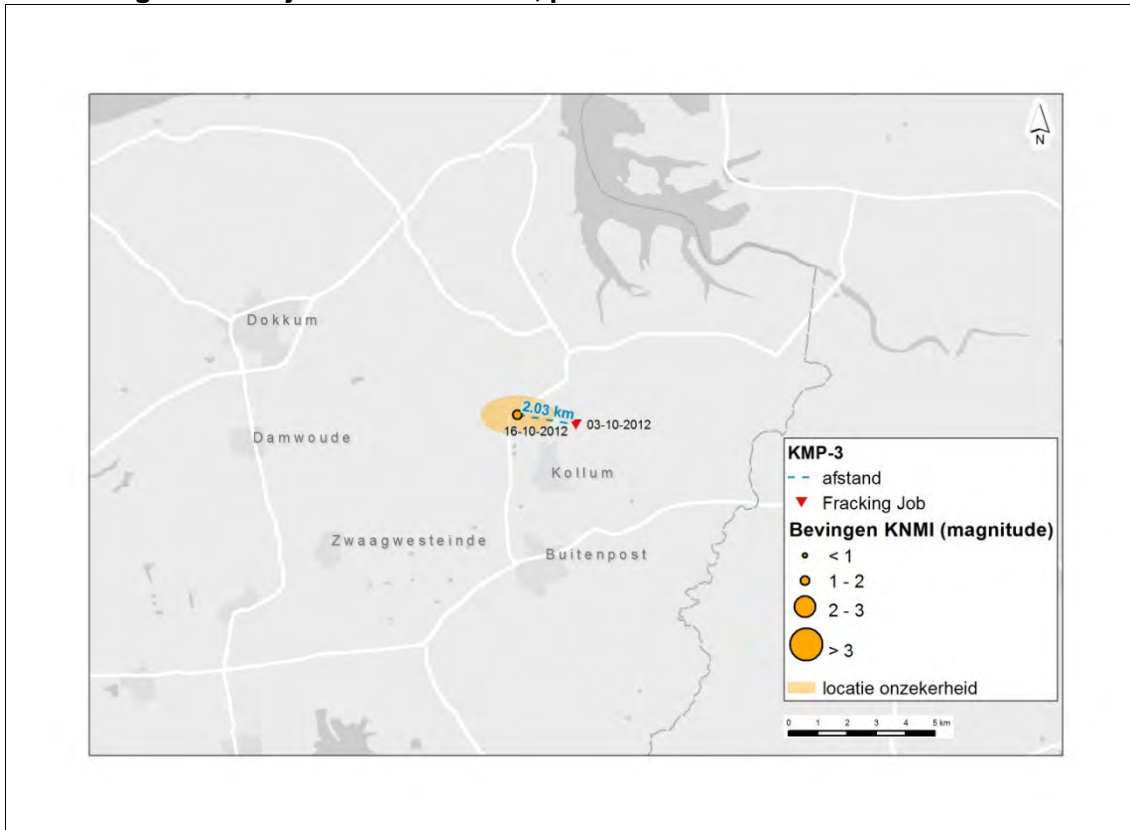 N
Dokkum
2.03 km
03-10-2012
16-10-2012
Damwoude
Kollum
Zwaagwesteinde
Buitenpost
KMP-3
afstand
Fracking Job
Bevingen KNMI (magnitude)
< 1
1 - 2
2 - 3
> 3
locatie onzekerheid
0 1 2 3 4 5 km